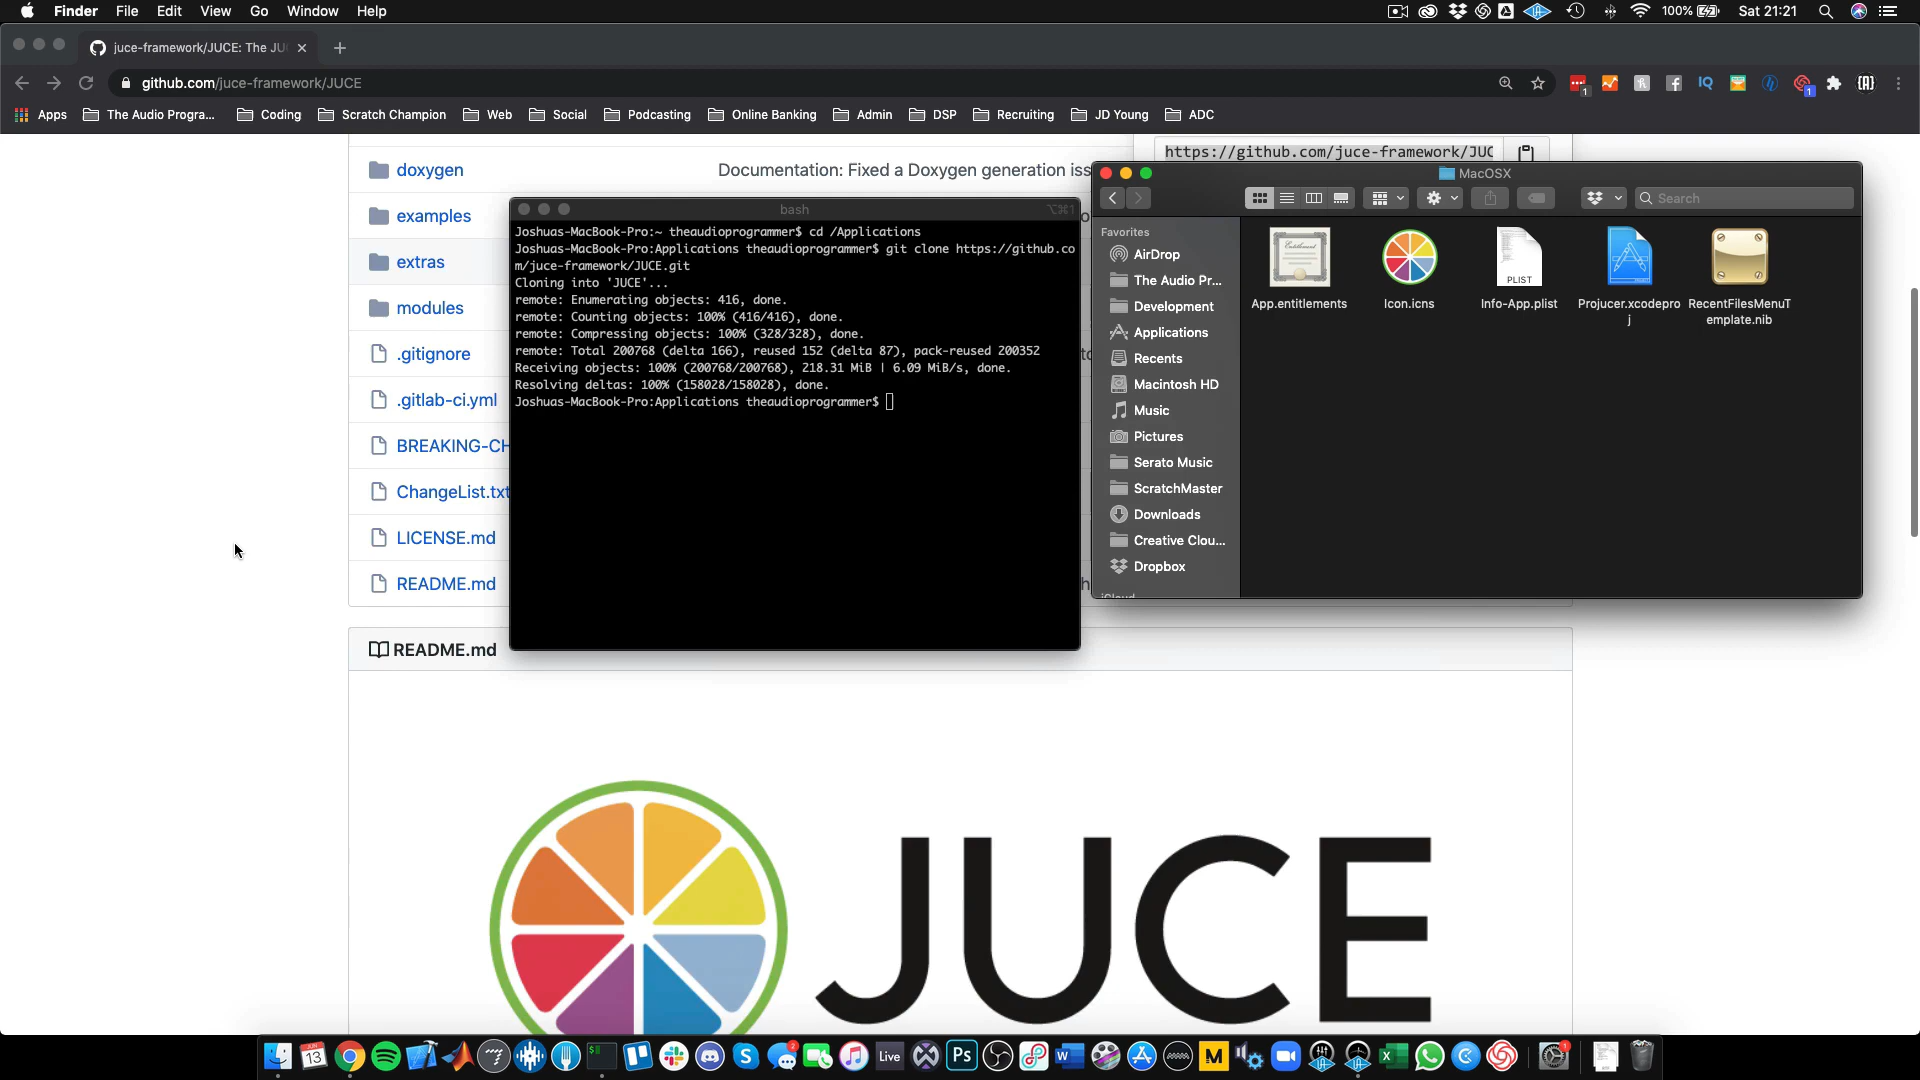 Finder File Edit View Go Window Help
100% Sat 21:21
juce-framework/JUCE: The JU
github.com/juce-framework/JUCE
1
1
Apps The Audio Progra... Coding Scratch Champion Web Social Podcasting Online Banking Admin DSP Recruiting JD Young ADC
https://github.com/juce-framework/JUC
doxygen Documentation: Fixed a Doxygen generation iss
examples
extras
modules
.gitignore
.gitlab-ci.yml
BREAKING-CH
ChangeList.txt
LICENSE.md
README.md
bash
⌥⌘1
Joshuas-MacBook-Pro:~ theaudioprogrammer$ cd /Applications
Joshuas-MacBook-Pro:Applications theaudioprogrammer$ git clone https://github.co
m/juce-framework/JUCE.git
Cloning into 'JUCE'...
remote: Enumerating objects: 416, done.
remote: Counting objects: 100% (416/416), done.
remote: Compressing objects: 100% (328/328), done.
remote: Total 200768 (delta 166), reused 152 (delta 87), pack-reused 200352
Receiving objects: 100% (200768/200768), 218.31 MiB | 6.09 MiB/s, done.
Resolving deltas: 100% (158028/158028), done.
Joshuas-MacBook-Pro:Applications theaudioprogrammer$
MacOSX
Search
Favorites
AirDrop
The Audio Pr...
Development
Applications
Recents
Macintosh HD
Music
Pictures
Serato Music
ScratchMaster
Downloads
Creative Clou...
Dropbox
iCloud
App.entitlements
Icon.icns
PLIST
Info-App.plist
Projucer.xcodepro
j
RecentFilesMenuT
emplate.nib
README.md
JUCE
JUN
13
2
Live
Ps
1